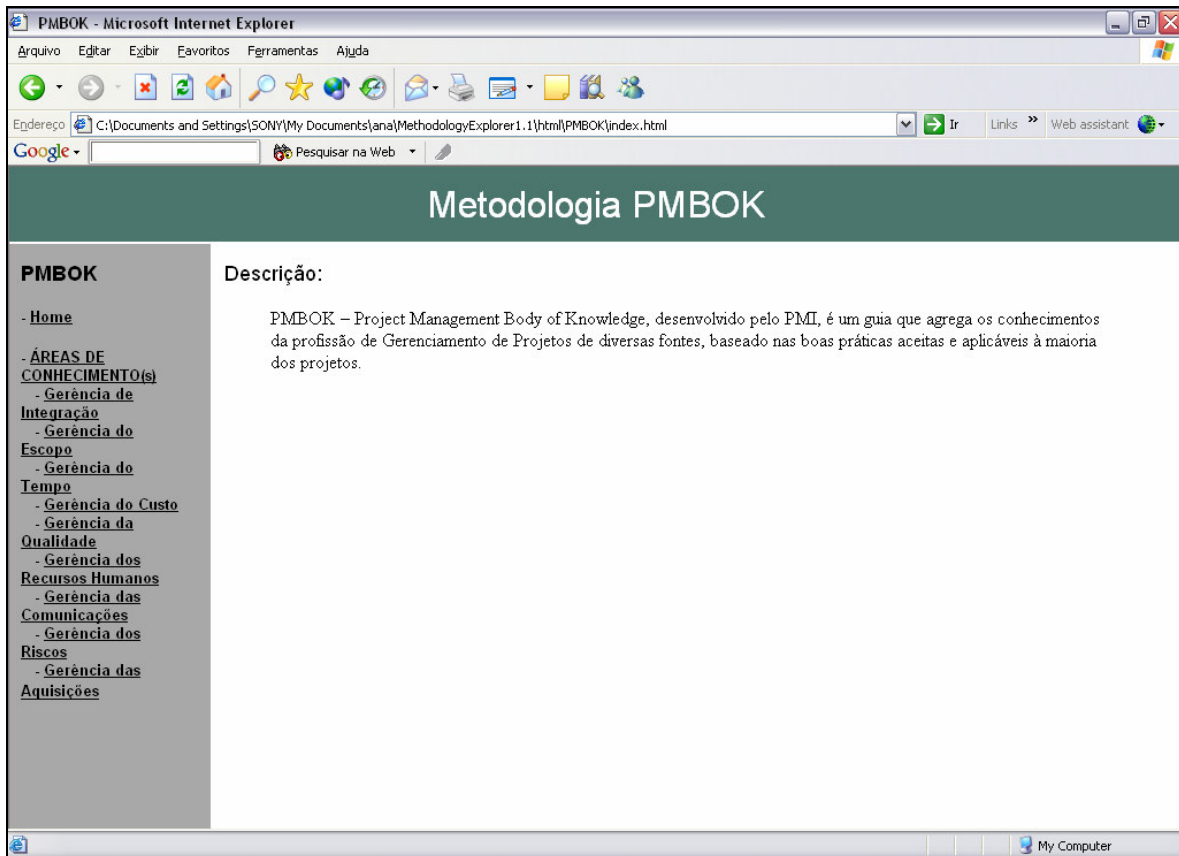 PMBOK - Microsoft Internet Explorer
Arquivo Editar Exibir Favoritos Ferramentas Ajuda
Endereço C:\Documents and Settings\SONY\My Documents\ana\MethodologyExplorer1.1\html\PMBOK\index.html Ir Links » Web assistant
Google Pesquisar na Web
Metodologia PMBOK
PMBOK
- Home
- ÁREAS DE
CONHECIMENTO(s)
- Gerência de
Integração
- Gerência do
Escopo
- Gerência do
Tempo
- Gerência do Custo
- Gerência da
Qualidade
- Gerência dos
Recursos Humanos
- Gerência das
Comunicações
- Gerência dos
Riscos
- Gerência das
Aquisições
Descrição:
PMBOK – Project Management Body of Knowledge, desenvolvido pelo PMI, é um guia que agrega os conhecimentos
da profissão de Gerenciamento de Projetos de diversas fontes, baseado nas boas práticas aceitas e aplicáveis à maioria
dos projetos.
My Computer